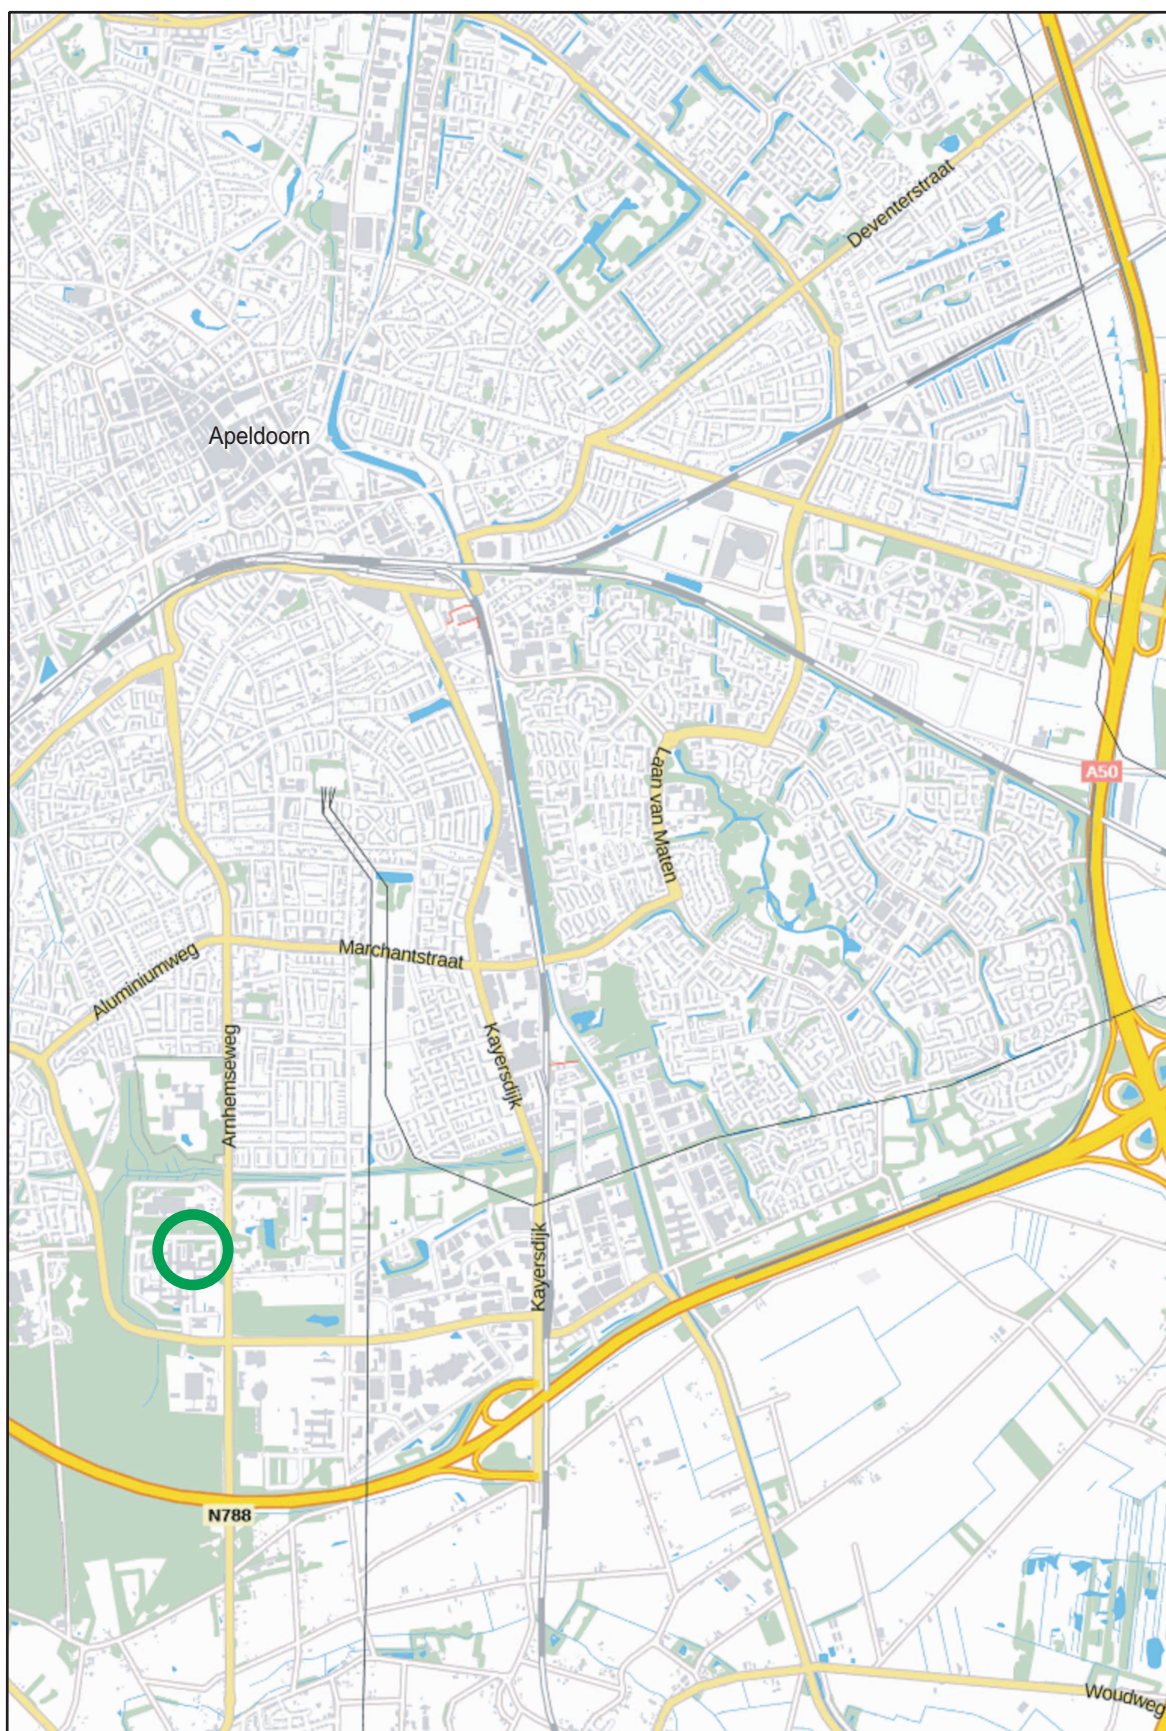 Deventerstraat
Apeldoorn
Laan van Maten
A50
Marchantstraat
Aluminiumweg
Kayersdijk
Arnhemseweg
Kayersdijk
N788
Woudweg